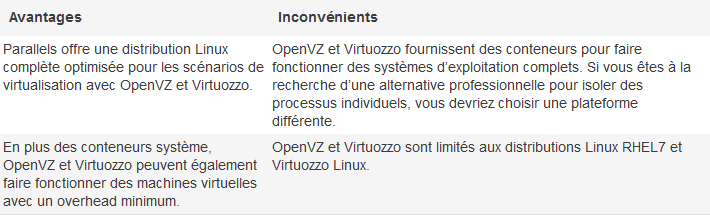 Avantages
Inconvénients
Parallels offre une distribution Linux
complète optimisée pour les scénarios de
virtualisation avec OpenVZ et Virtuozzo.
OpenVZ et Virtuozzo fournissent des conteneurs pour faire
fonctionner des systèmes d’exploitation complets. Si vous êtes à la
recherche d’une alternative professionnelle pour isoler des
processus individuels, vous devriez choisir une plateforme
différente.
En plus des conteneurs système,
OpenVZ et Virtuozzo peuvent également
faire fonctionner des machines virtuelles
avec un overhead minimum.
OpenVZ et Virtuozzo sont limités aux distributions Linux RHEL7 et
Virtuozzo Linux.